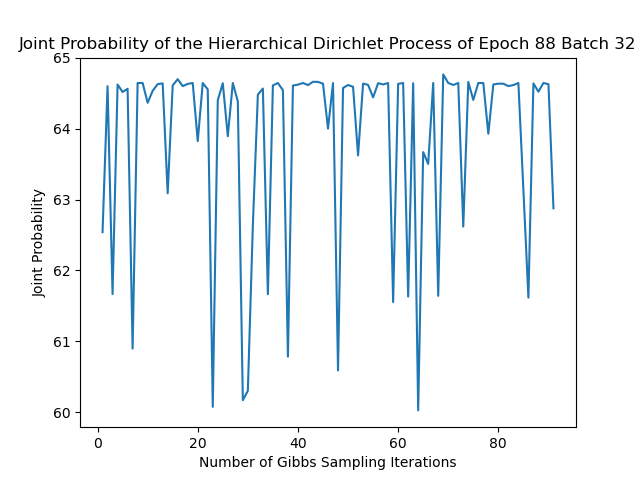 Joint Probability of the Hierarchical Dirichlet Process of Epoch 88 Batch 32
65
64
63
62
61
60
Joint Probability
0 20 40 60 80
Number of Gibbs Sampling Iterations